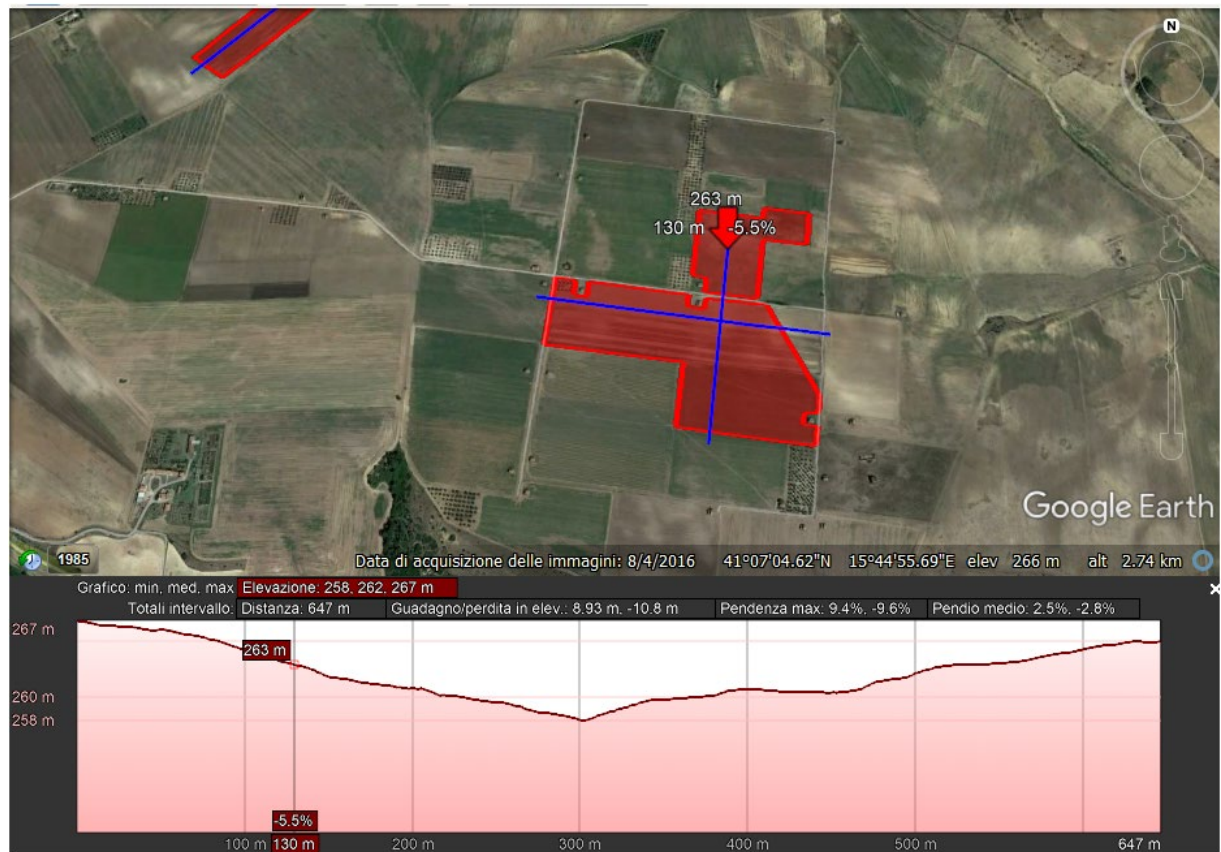 N
263 m
130 m -5.5%
Google Earth
1985 Data di acquisizione delle immagini: 8/4/2016 41°07'04.62"N 15°44'55.69"E elev 266 m alt 2.74 km
Grafico: min, med, max Elevazione: 258, 262, 267 m
Totali intervallo: Distanza: 647 m Guadagno/perdita in elev.: 8.93 m, -10.8 m Pendenza max: 9.4%, -9.6% Pendio medio: 2.5%, -2.8%
267 m
263 m
260 m
258 m
-5.5%
100 m 130 m 200 m 300 m 400 m 500 m 647 m